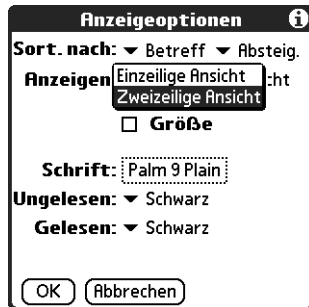 Anzeigeoptionen i
Sort. nach: Betreff Absteig.
Anzeigen Einzeilige Ansicht
Zweizeilige Ansicht
Größe
Schrift: Palm 9 Plain
Ungelesen: Schwarz
Gelesen: Schwarz
OK Abbrechen